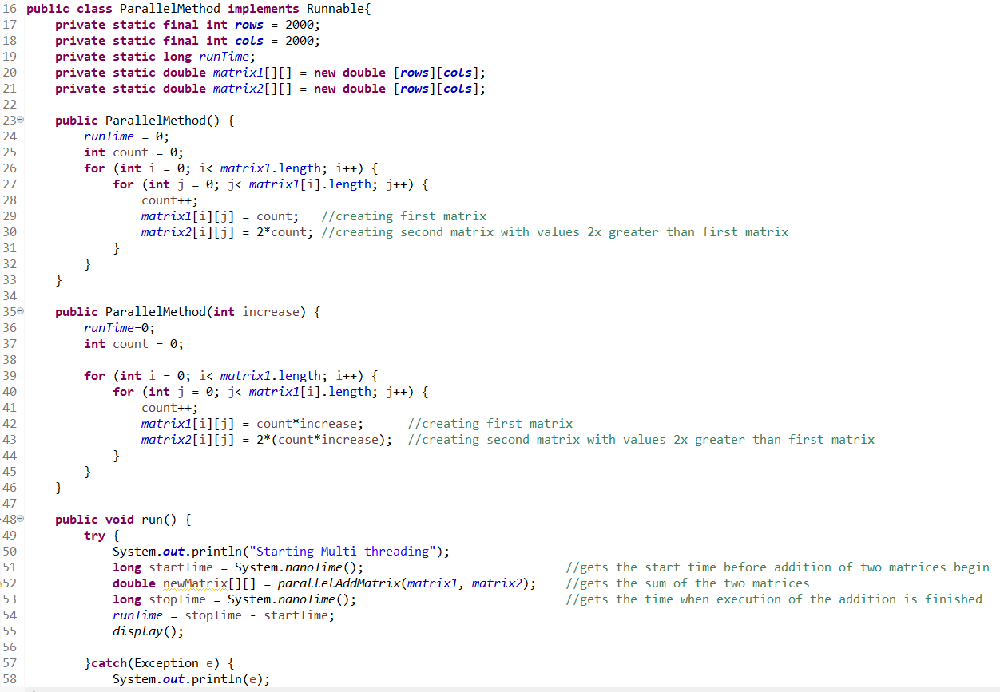 16 public class ParallelMethod implements Runnable{
17     private static final int rows = 2000;
18     private static final int cols = 2000;
19     private static long runTime;
20     private static double matrix1[][] = new double [rows][cols];
21     private static double matrix2[][] = new double [rows][cols];
22
23     public ParallelMethod() {
24         runTime = 0;
25         int count = 0;
26         for (int i = 0; i< matrix1.length; i++) {
27             for (int j = 0; j< matrix1[i].length; j++) {
28                 count++;
29                 matrix1[i][j] = count;   //creating first matrix
30                 matrix2[i][j] = 2*count; //creating second matrix with values 2x greater than first matrix
31             }
32         }
33     }
34
35     public ParallelMethod(int increase) {
36         runTime=0;
37         int count = 0;
38
39         for (int i = 0; i< matrix1.length; i++) {
40             for (int j = 0; j< matrix1[i].length; j++) {
41                 count++;
42                 matrix1[i][j] = count*increase;      //creating first matrix
43                 matrix2[i][j] = 2*(count*increase);  //creating second matrix with values 2x greater than first matrix
44             }
45         }
46     }
47
48     public void run() {
49         try {
50             System.out.println("Starting Multi-threading");
51             long startTime = System.nanoTime();                            //gets the start time before addition of two matrices begin
52             double newMatrix[][] = parallelAddMatrix(matrix1, matrix2);    //gets the sum of the two matrices
53             long stopTime = System.nanoTime();                             //gets the time when execution of the addition is finished
54             runTime = stopTime - startTime;
55             display();
56
57         }catch(Exception e) {
58             System.out.println(e);